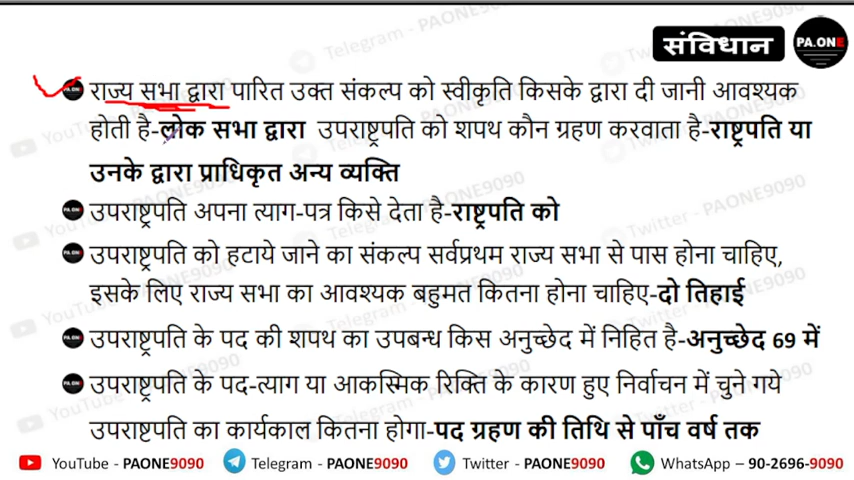 संविधान
PA.ONE
राज्य सभा द्वारा पारित उक्त संकल्प को स्वीकृति किसके द्वारा दी जानी आवश्यक
होती है-लोक सभा द्वारा उपराष्ट्रपति को शपथ कौन ग्रहण करवाता है-राष्ट्रपति या
उनके द्वारा प्राधिकृत अन्य व्यक्ति
उपराष्ट्रपति अपना त्याग-पत्र किसे देता है-राष्ट्रपति को
उपराष्ट्रपति को हटाये जाने का संकल्प सर्वप्रथम राज्य सभा से पास होना चाहिए,
इसके लिए राज्य सभा का आवश्यक बहुमत कितना होना चाहिए-दो तिहाई
उपराष्ट्रपति के पद की शपथ का उपबन्ध किस अनुच्छेद में निहित है-अनुच्छेद 69 में
उपराष्ट्रपति के पद-त्याग या आकस्मिक रिक्ति के कारण हुए निर्वाचन में चुने गये
उपराष्टपति का कार्यकाल कितना होगा-पद ग्रहण की तिथि से पाँच वर्ष तक
YouTube - PAONE9090 Telegram - PAONE9090 Twitter - PAONE9090 WhatsApp – 90-2696-9090